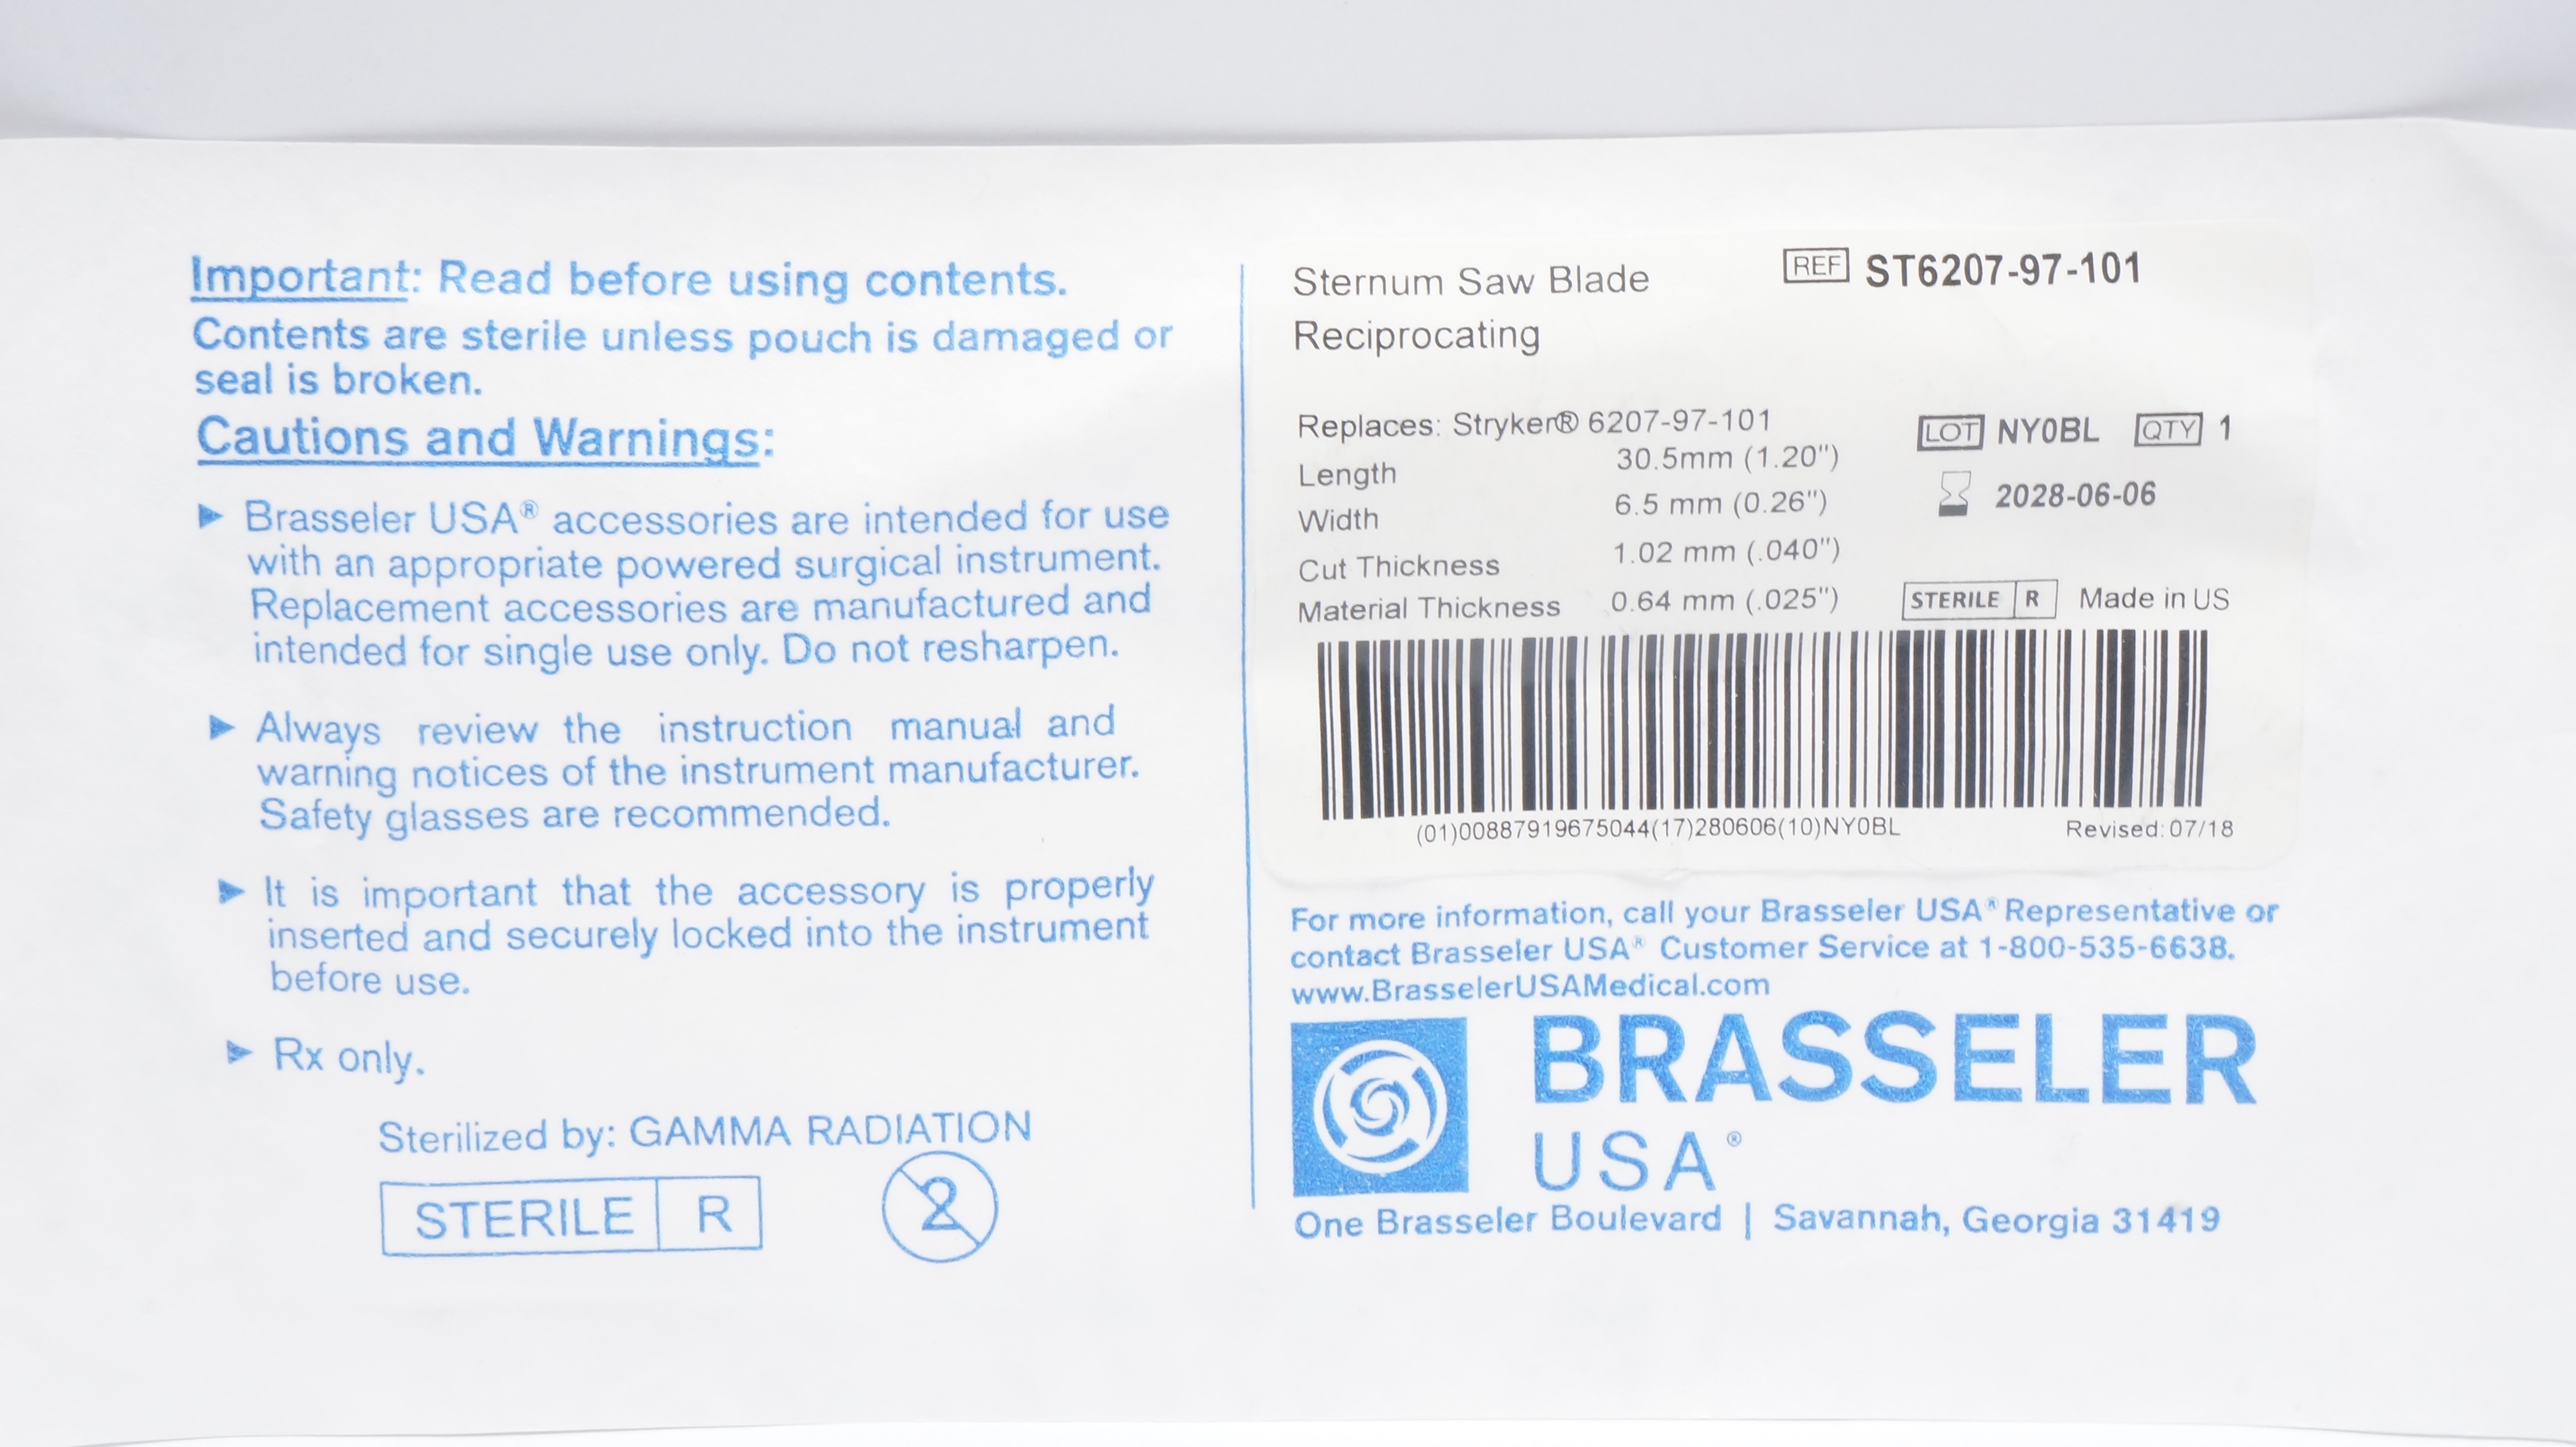 Important: Read before using contents.
Contents are sterile unless pouch is damaged or
seal is broken.
Cautions and Warnings:
► Brasseler USA® accessories are intended for use
with an appropriate powered surgical instrument.
Replacement accessories are manufactured and
intended for single use only. Do not resharpen.
► Always review the instruction manual and
warning notices of the instrument manufacturer.
Safety glasses are recommended.
► It is important that the accessory is properly
inserted and securely locked into the instrument
before use.
► Rx only.
Sterilized by: GAMMA RADIATION
STERILE R
2
Sternum Saw Blade
Reciprocating
REF ST6207-97-101
Replaces: Stryker® 6207-97-101
Length 30.5mm (1.20")
Width 6.5 mm (0.26")
Cut Thickness 1.02 mm (.040")
Material Thickness 0.64 mm (.025")
LOT NY0BL QTY 1
2028-06-06
STERILE R Made in US
(01)00887919675044(17)280606(10)NY0BL
Revised: 07/18
For more information, call your Brasseler USA® Representative or
contact Brasseler USA® Customer Service at 1-800-535-6638.
www.BrasselerUSAMedical.com
BRASSELER
USA®
One Brasseler Boulevard | Savannah, Georgia 31419